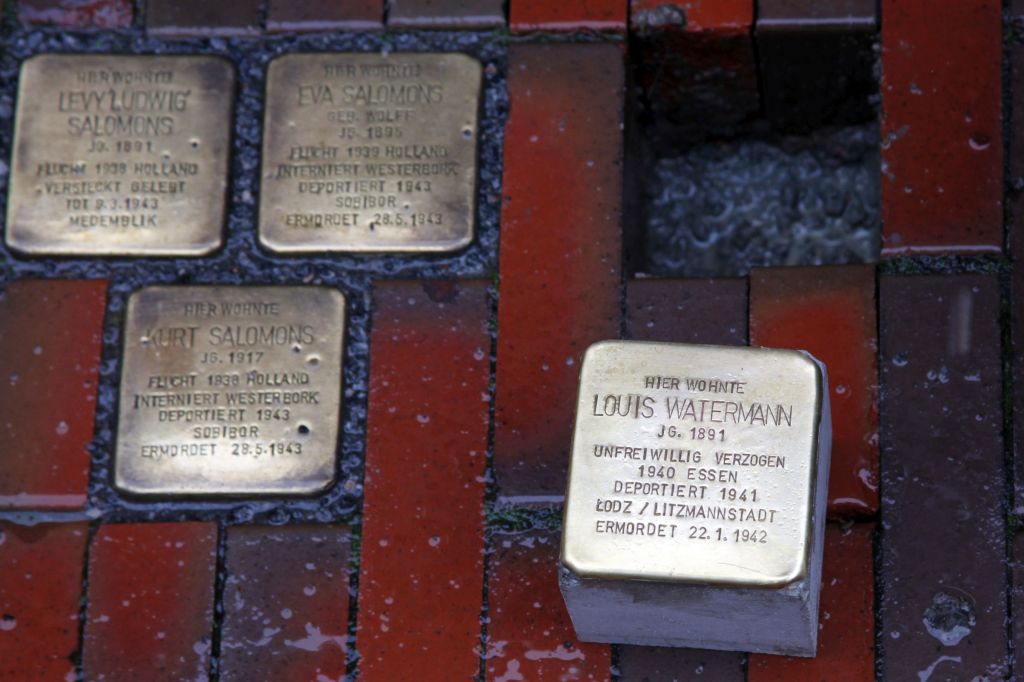 HIER WOHNTE
LEVY LUDWIG
SALOMONS
JG. 1891
FLUCHT 1938 HOLLAND
VERSTECKT GELEBT
TOT 9.3.1943
MEDEMBLIK
HIER WOHNTE
EVA SALOMONS
GEB. WOLFF
JG. 1895
FLUCHT 1939 HOLLAND
INTERNIERT WESTERBORK
DEPORTIERT 1943
SOBIBOR
ERMORDET 28.5.1943
HIER WOHNTE
KURT SALOMONS
JG. 1917
FLUCHT 1938 HOLLAND
INTERNIERT WESTERBORK
DEPORTIERT 1943
SOBIBOR
ERMORDET 28.5.1943
HIER WOHNTE
LOUIS WATERMANN
JG. 1891
UNFREIWILLIG VERZOGEN
1940 ESSEN
DEPORTIERT 1941
ŁODZ / LITZMANNSTADT
ERMORDET 22.1.1942